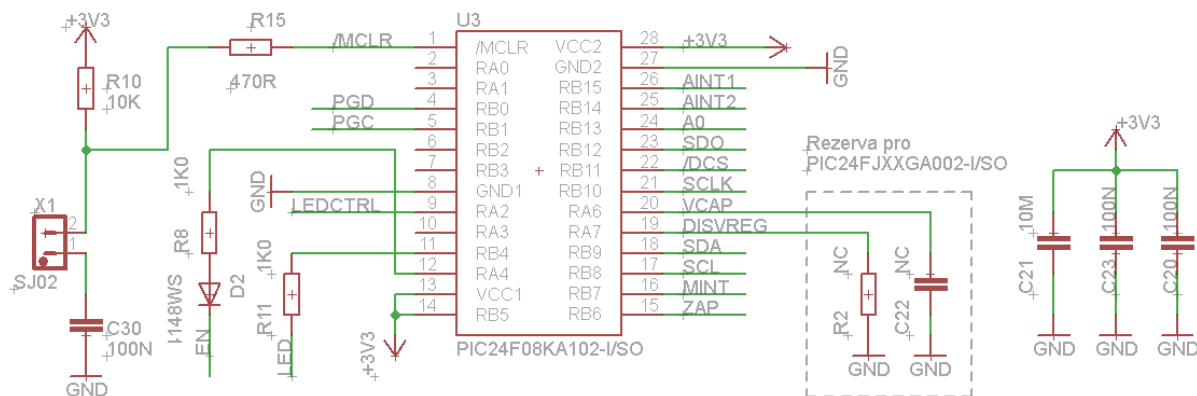 +3V3
R10
10K
X1
2
1
SJ02
C30
100N
GND
R15
470R
/MCLR
PGD
PGC
1K0
R8
D2
EN
GND
LEDCTRL
1K0
R11
LED
+3V3
U3
1 /MCLR VCC2 28
2 RA0 GND2 27
3 RA1 RB15 26
4 RB0 RB14 25
5 RB1 RB13 24
6 RB2 RB12 23
7 RB3 RB11 22
8 GND1 RB10 21
9 RA2 RA6 20
10 RA3 RA7 19
11 RB4 RB9 18
12 RA4 RB8 17
13 VCC1 RB7 16
14 RB5 RB6 15
PIC24F08KA102-I/SO
+3V3
GND
AINT1
AINT2
A0
SDO
/DCS
SCLK
VCAP
DISVREG
SDA
SCL
MINT
ZAP
Rezerva pro
PIC24FJXXGA002-I/SO
NC
R2
GND
NC
C22
GND
+3V3
10M
C21
GND
100N
C23
GND
100N
C20
GND